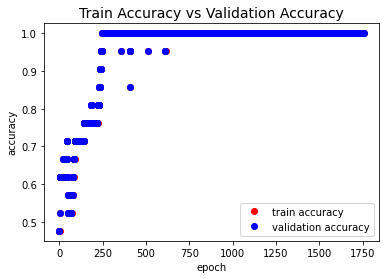 Train Accuracy vs Validation Accuracy
1.0
0.9
0.8
0.7
0.6
0.5
accuracy
train accuracy
validation accuracy
0 250 500 750 1000 1250 1500 1750
epoch